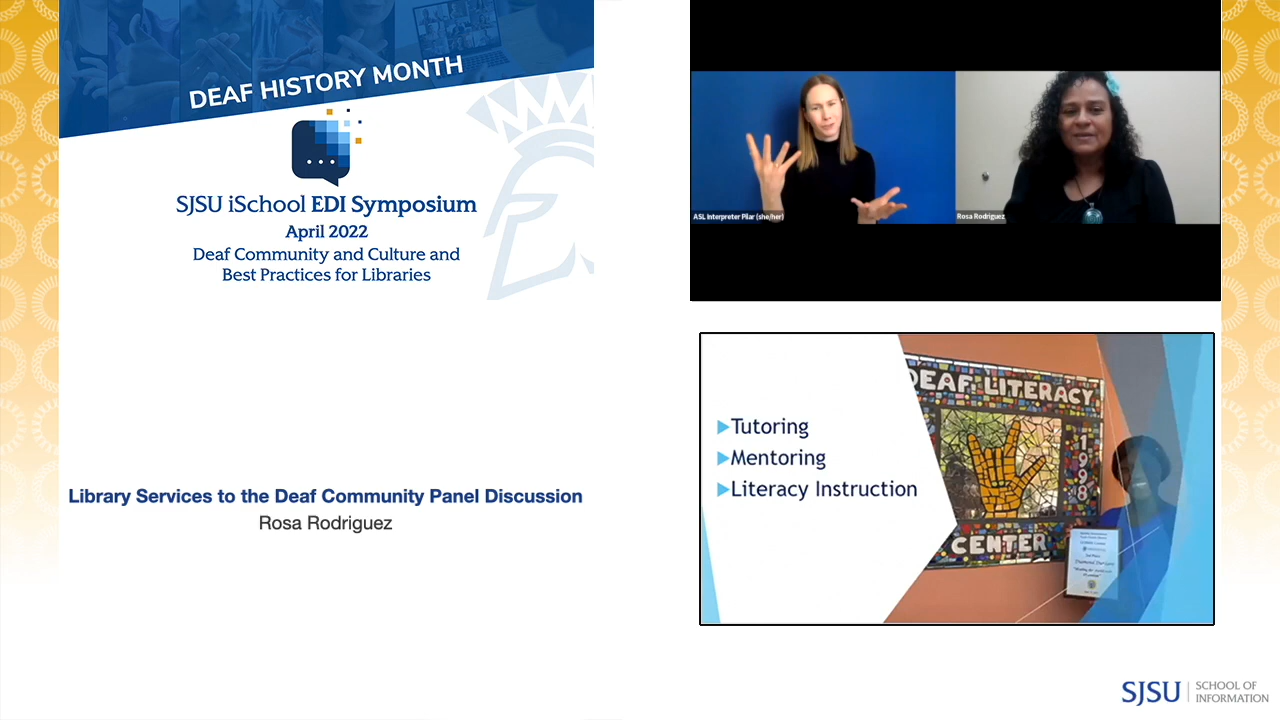 DEAF HISTORY MONTH
SJSU iSchool EDI Symposium
April 2022
Deaf Community and Culture and
Best Practices for Libraries
Library Services to the Deaf Community Panel Discussion
Rosa Rodriguez
ASL Interpreter Pilar (she/her)
Rosa Rodriguez
▶Tutoring
▶Mentoring
▶Literacy Instruction
DEAF LITERACY
1998
CENTER
SJSU SCHOOL OF
INFORMATION